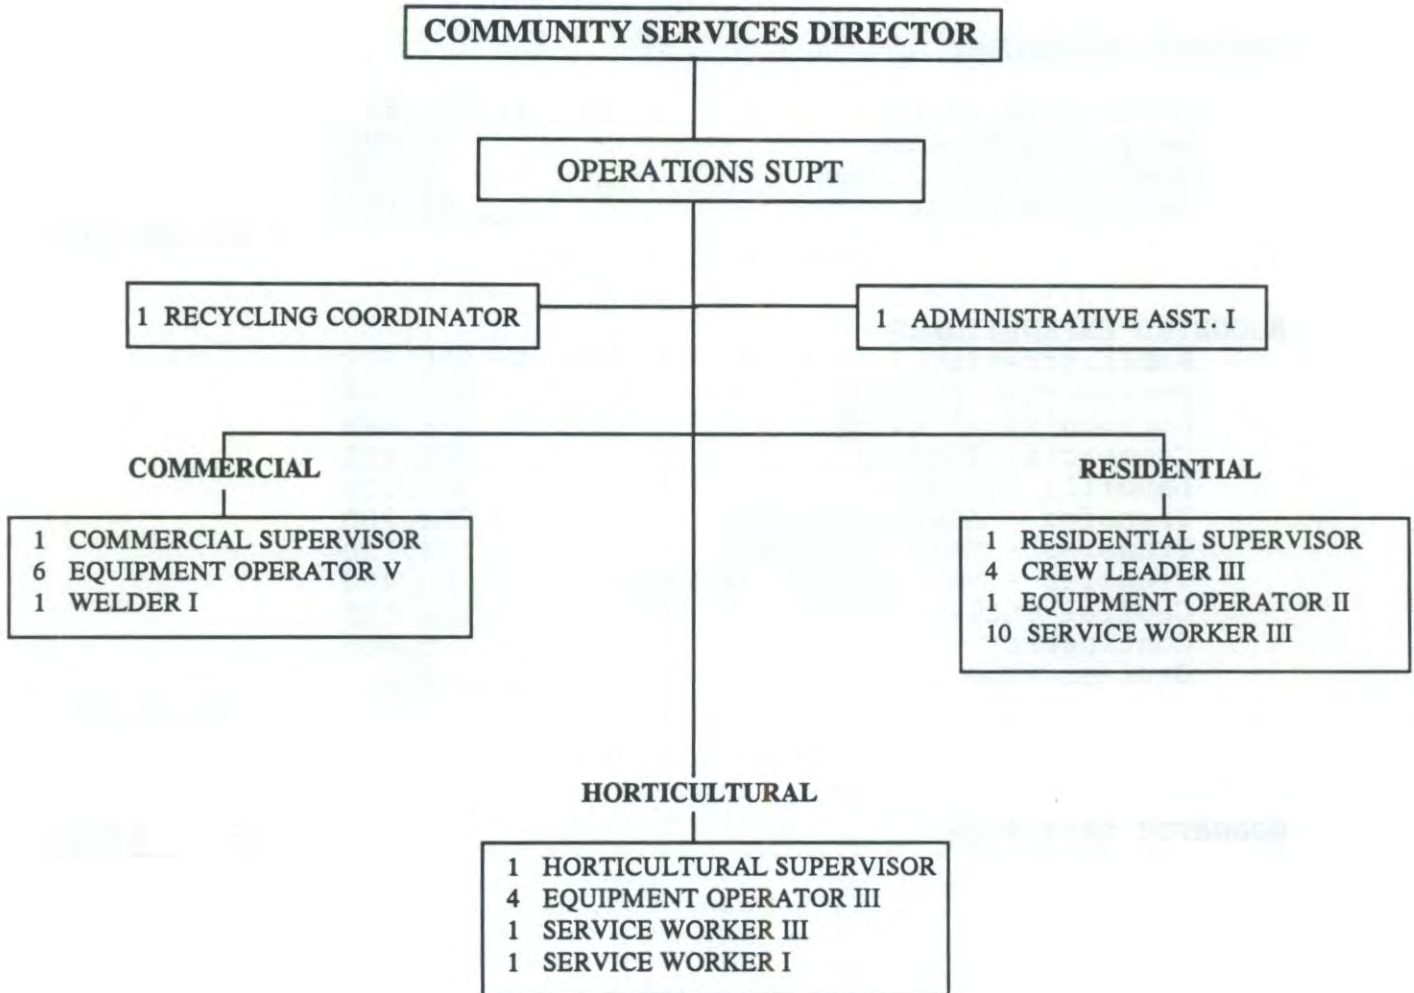 COMMUNITY SERVICES DIRECTOR
OPERATIONS SUPT
1 RECYCLING COORDINATOR
1 ADMINISTRATIVE ASST. I
COMMERCIAL
1 COMMERCIAL SUPERVISOR
6 EQUIPMENT OPERATOR V
1 WELDER I
RESIDENTIAL
1 RESIDENTIAL SUPERVISOR
4 CREW LEADER III
1 EQUIPMENT OPERATOR II
10 SERVICE WORKER III
HORTICULTURAL
1 HORTICULTURAL SUPERVISOR
4 EQUIPMENT OPERATOR III
1 SERVICE WORKER III
1 SERVICE WORKER I